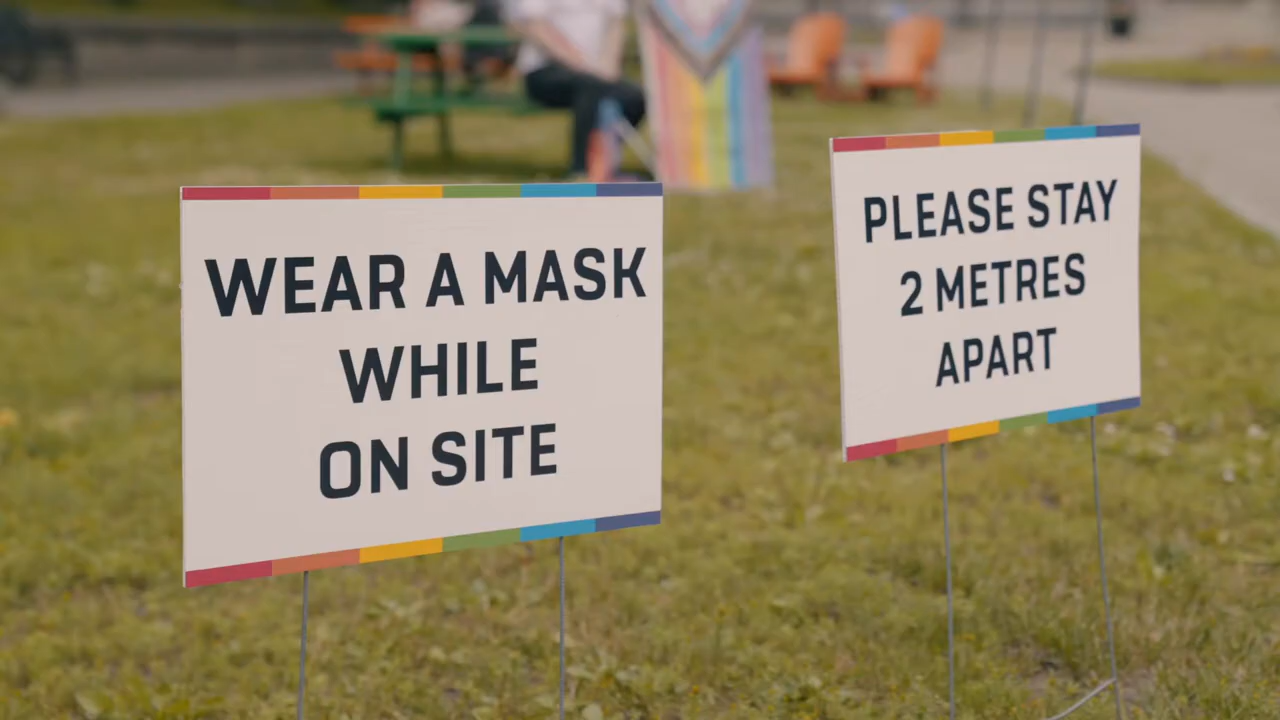 WEAR A MASK
WHILE
ON SITE
PLEASE STAY
2 METRES
APART